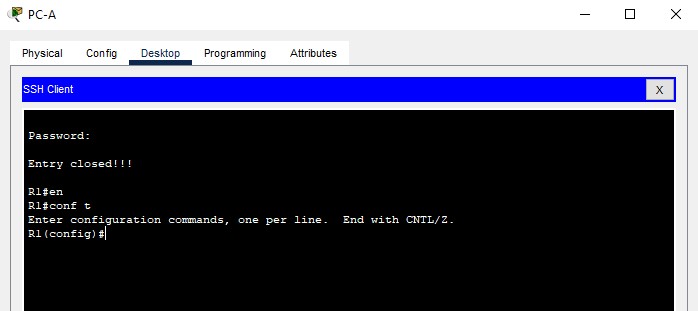 PC-A
Physical Config Desktop Programming Attributes
SSH Client X
Password:
Entry closed!!!
R1#en
R1#conf t
Enter configuration commands, one per line.  End with CNTL/Z.
R1(config)#